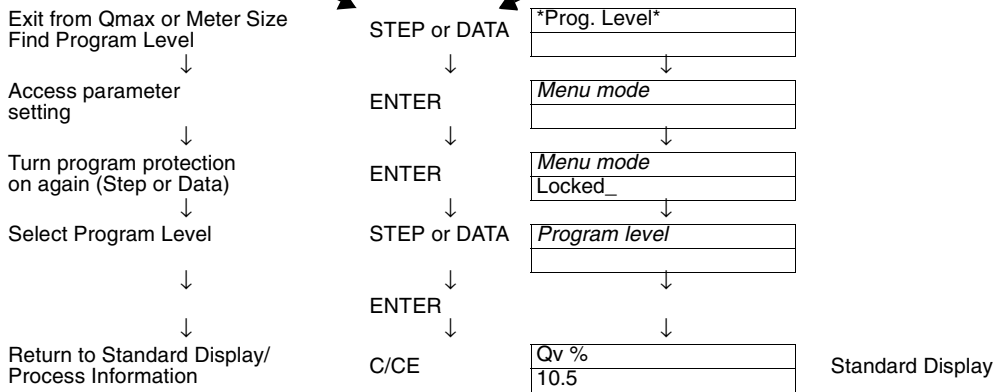 Exit from Qmax or Meter Size
Find Program Level
STEP or DATA
*Prog. Level*
Access parameter
setting
ENTER
Menu mode
Turn program protection
on again (Step or Data)
ENTER
Menu mode
Locked_
Select Program Level
STEP or DATA
Program level
ENTER
Return to Standard Display/
Process Information
C/CE
Qv %
10.5
Standard Display